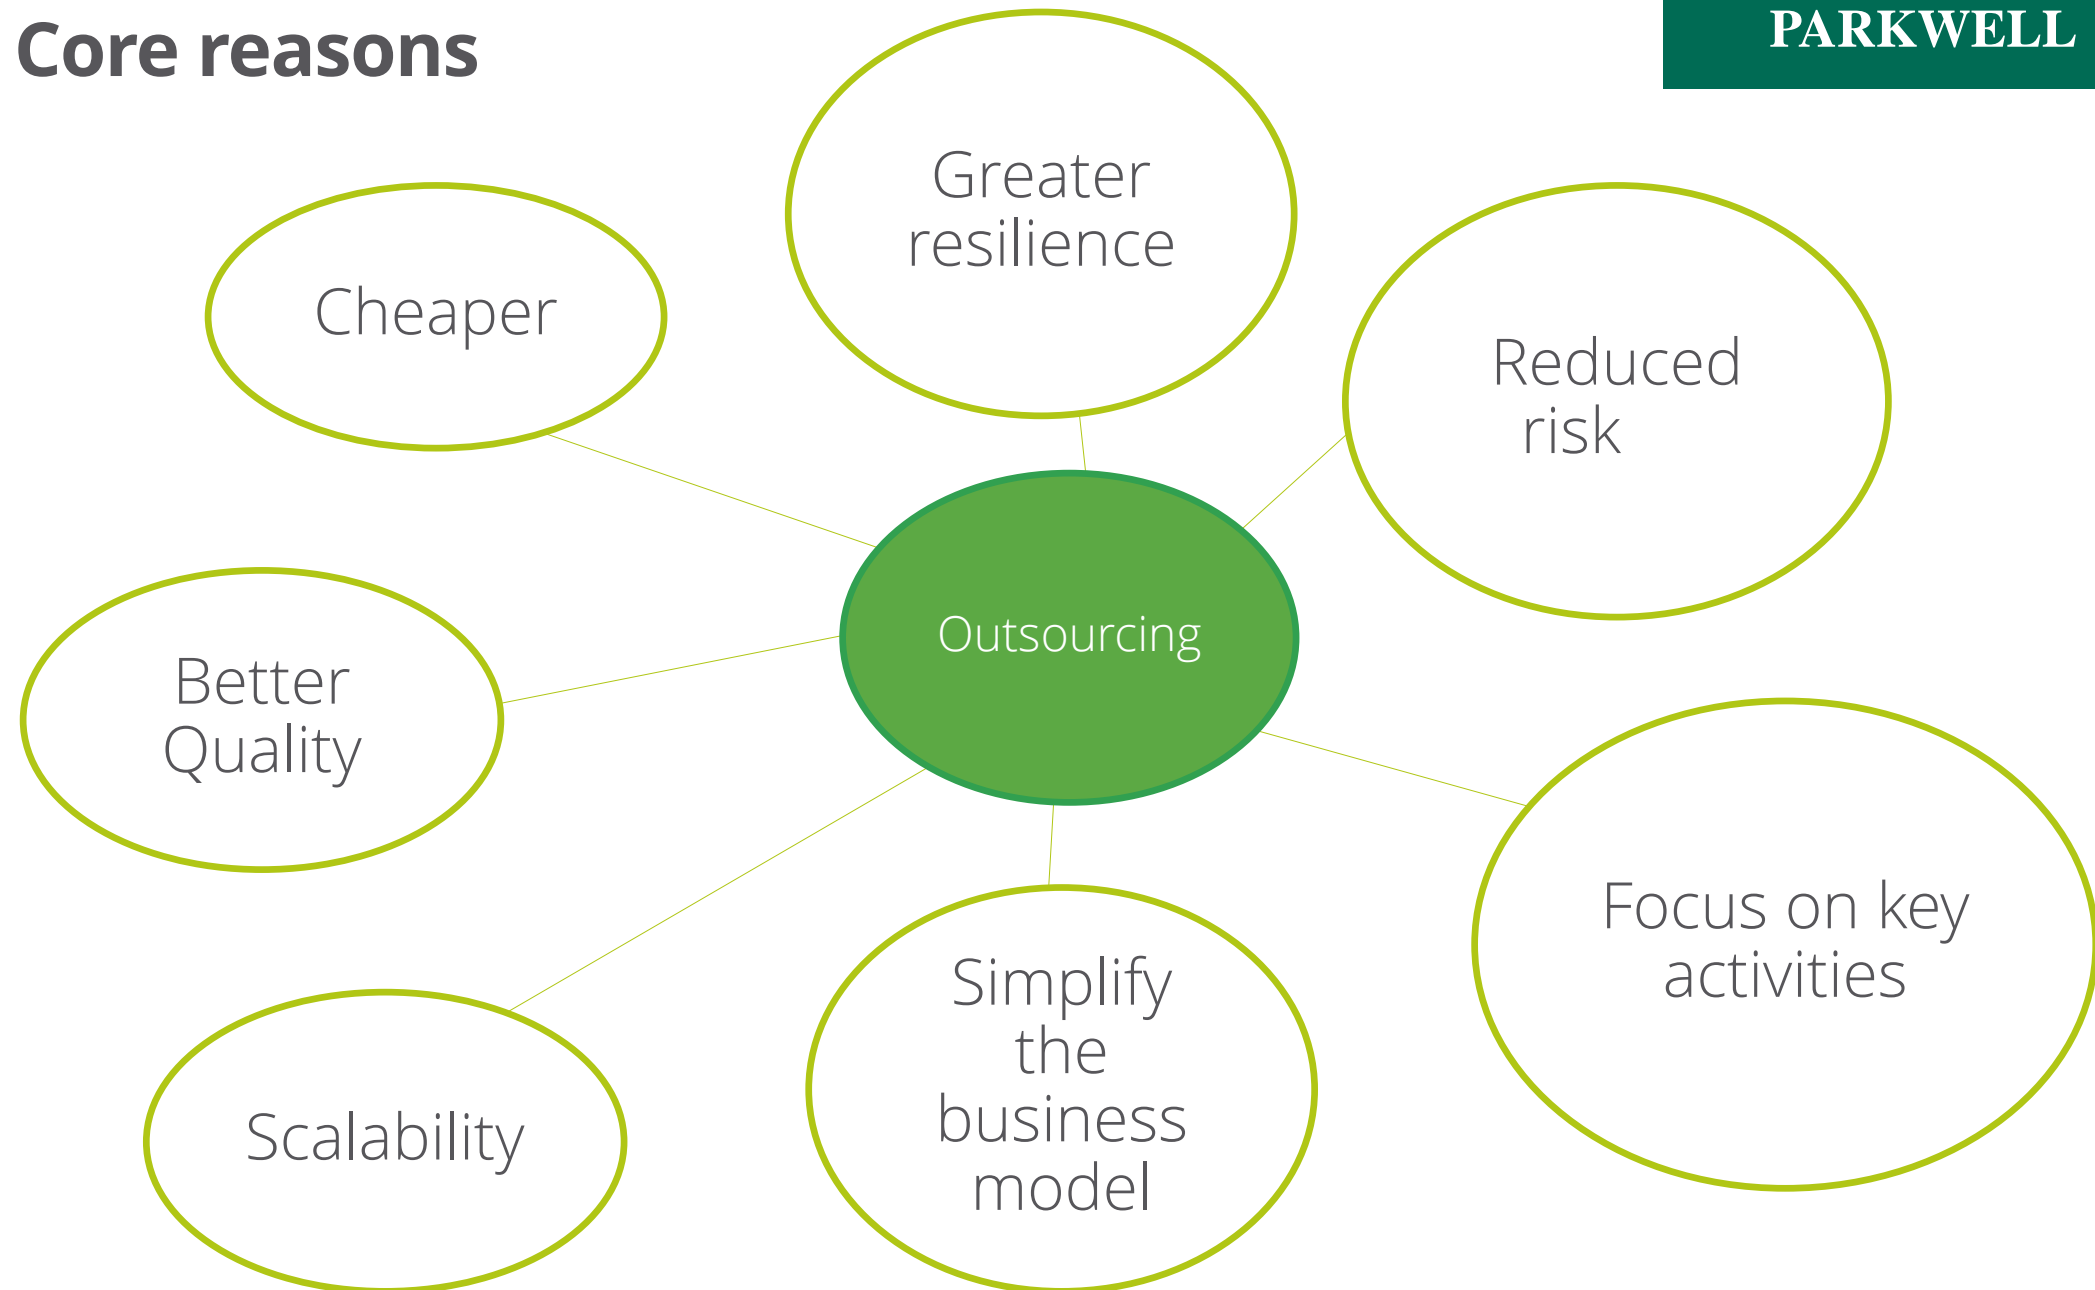 Core reasons
PARKWELL
Greater
resilience
Cheaper
Reduced
risk
Outsourcing
Better
Quality
Focus on key
activities
Simplify
the
business
model
Scalability